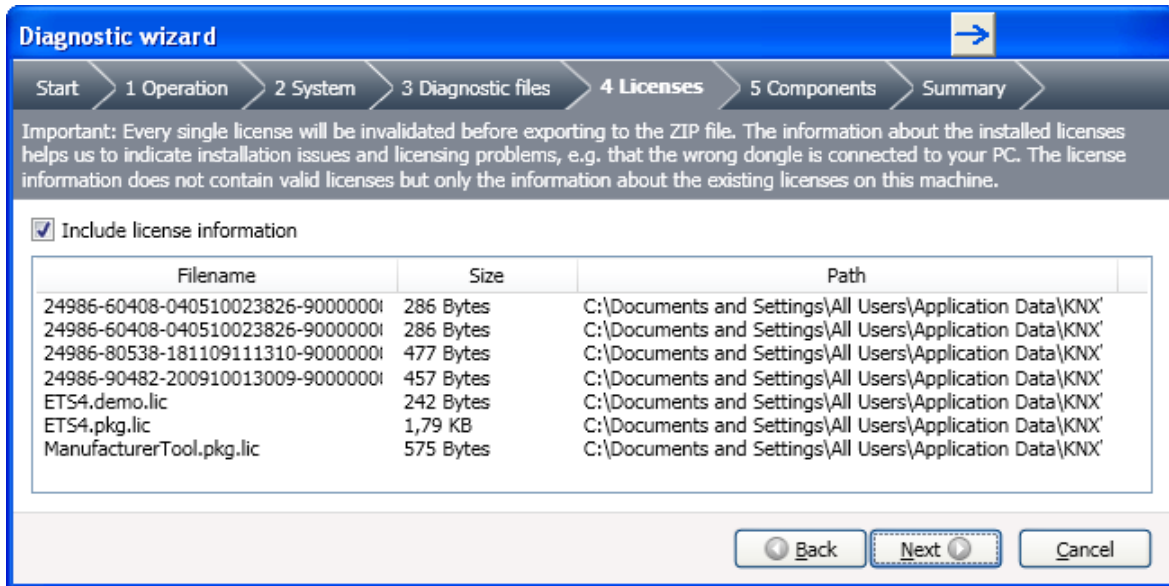 Diagnostic wizard
Start 1 Operation 2 System 3 Diagnostic files 4 Licenses 5 Components Summary
Important: Every single license will be invalidated before exporting to the ZIP file. The information about the installed licenses
helps us to indicate installation issues and licensing problems, e.g. that the wrong dongle is connected to your PC. The license
information does not contain valid licenses but only the information about the existing licenses on this machine.
Include license information
Filename Size Path
24986-60408-040510023826-9000000 286 Bytes C:\Documents and Settings\All Users\Application Data\KNX
24986-60408-040510023826-9000000 286 Bytes C:\Documents and Settings\All Users\Application Data\KNX
24986-80538-181109111310-9000000 477 Bytes C:\Documents and Settings\All Users\Application Data\KNX
24986-90482-200910013009-9000000 457 Bytes C:\Documents and Settings\All Users\Application Data\KNX
ETS4.demo.lic 242 Bytes C:\Documents and Settings\All Users\Application Data\KNX
ETS4.pkg.lic 1,79 KB C:\Documents and Settings\All Users\Application Data\KNX
ManufacturerTool.pkg.lic 575 Bytes C:\Documents and Settings\All Users\Application Data\KNX
Back Next Cancel